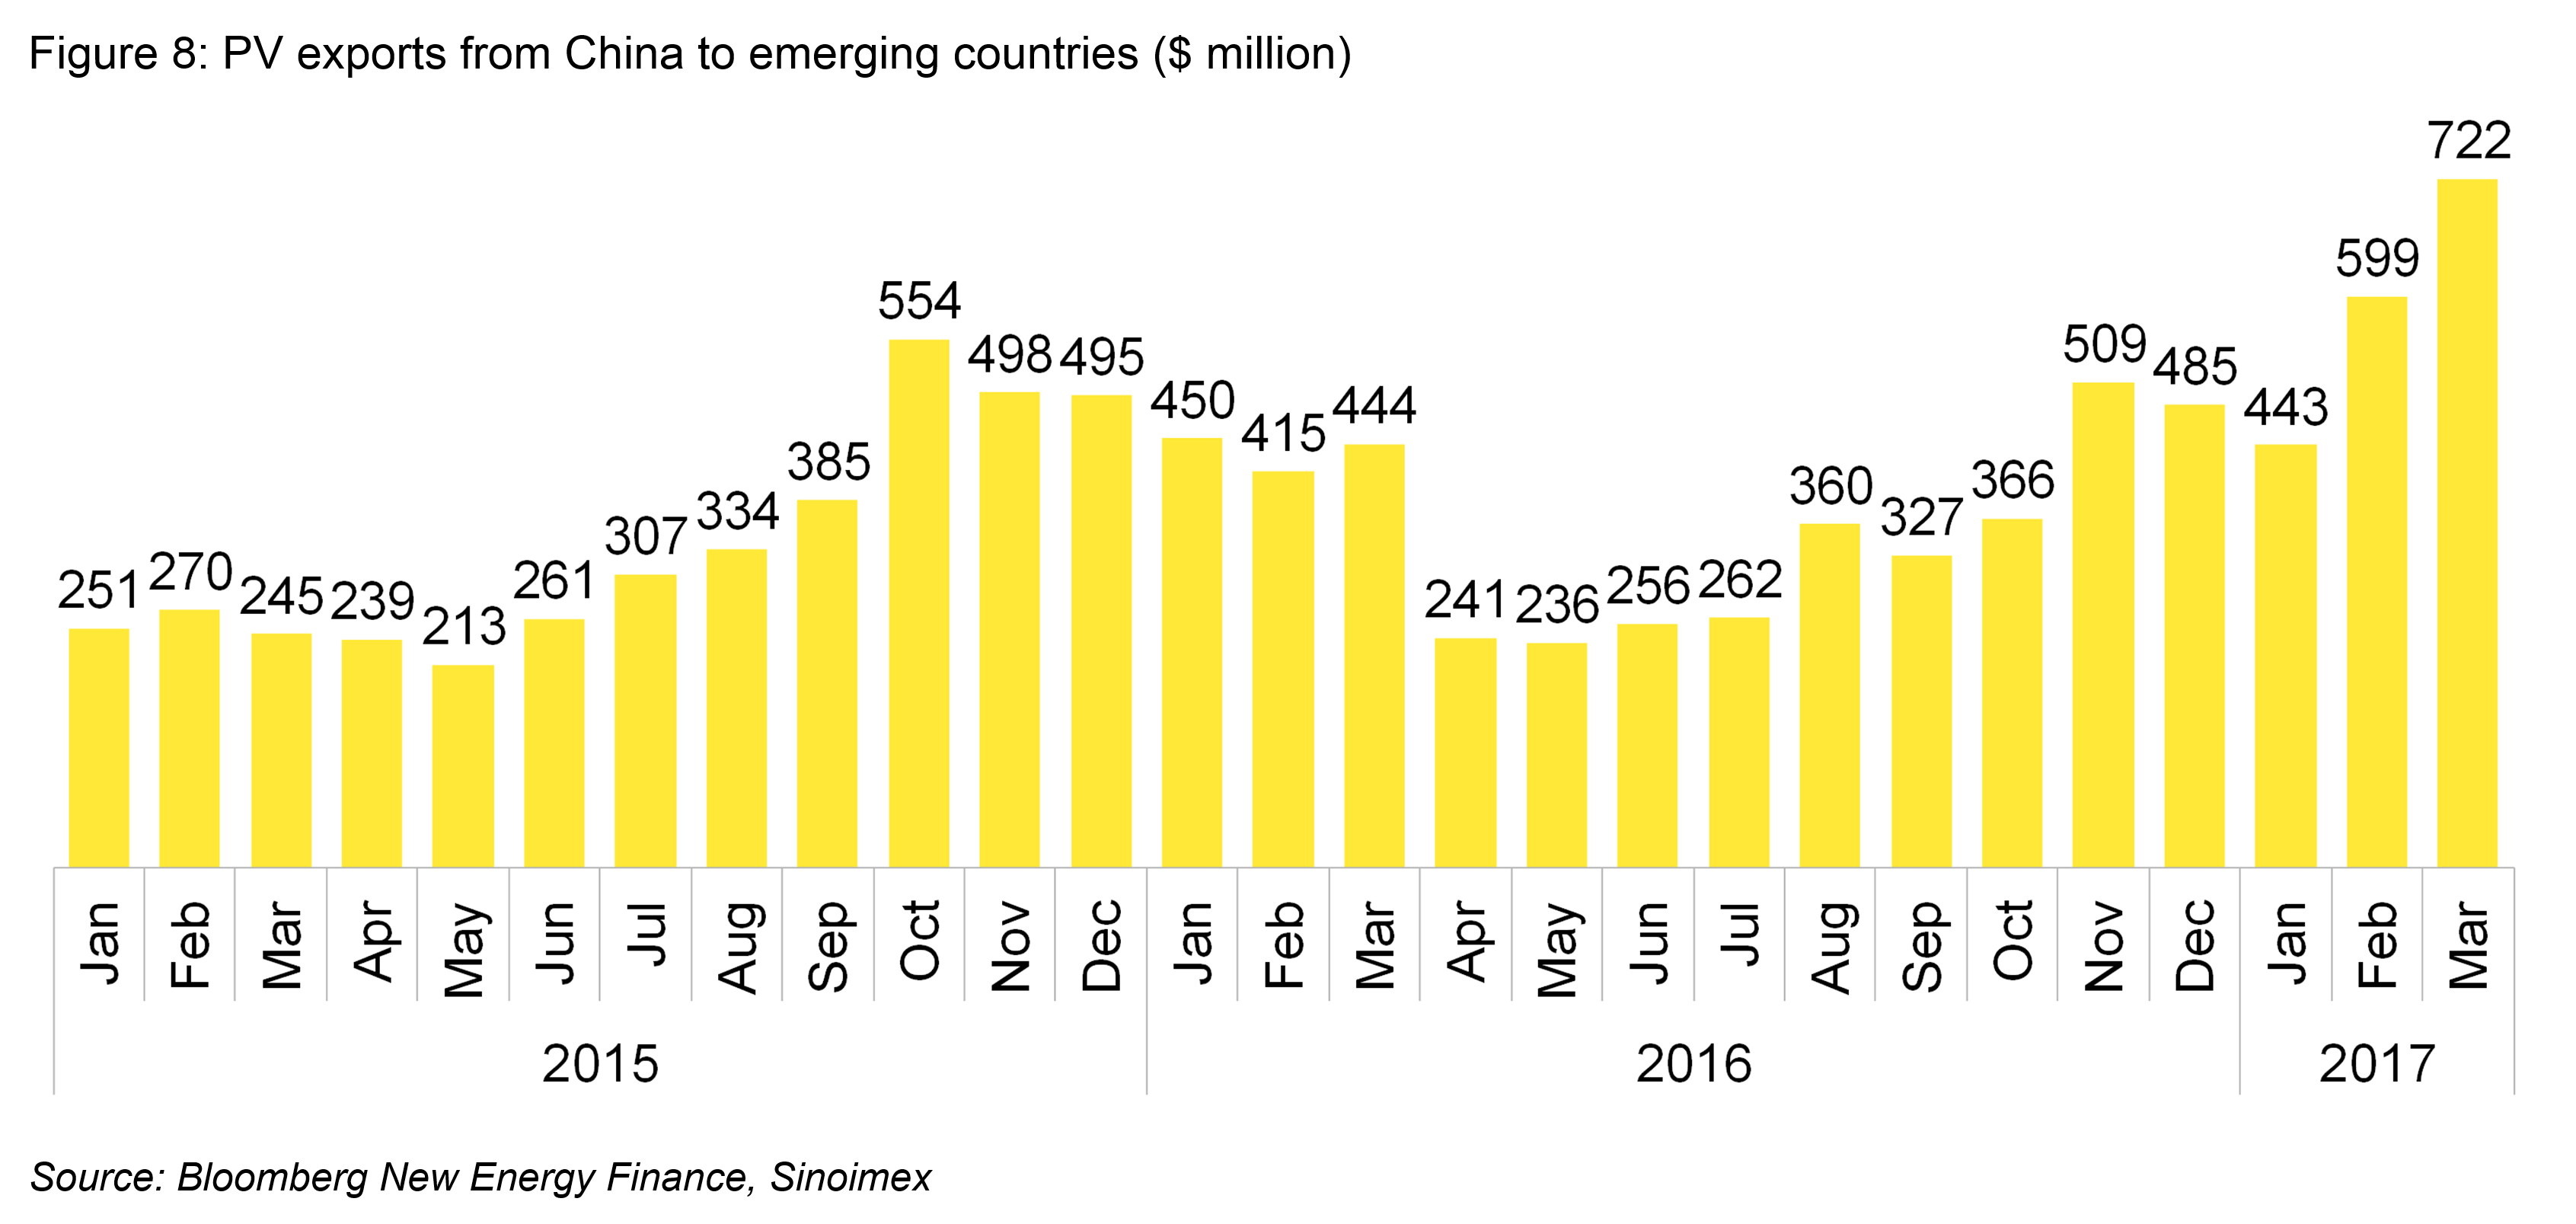 Figure 8: PV exports from China to emerging countries ($ million)
251 270 245 239 213 261 307 334 385 554 498 495 450 415 444 241 236 256 262 360 327 366 509 485 443 599 722
Jan Feb Mar Apr May Jun Jul Aug Sep Oct Nov Dec Jan Feb Mar Apr May Jun Jul Aug Sep Oct Nov Dec Jan Feb Mar
2015 2016 2017
Source: Bloomberg New Energy Finance, Sinoimex